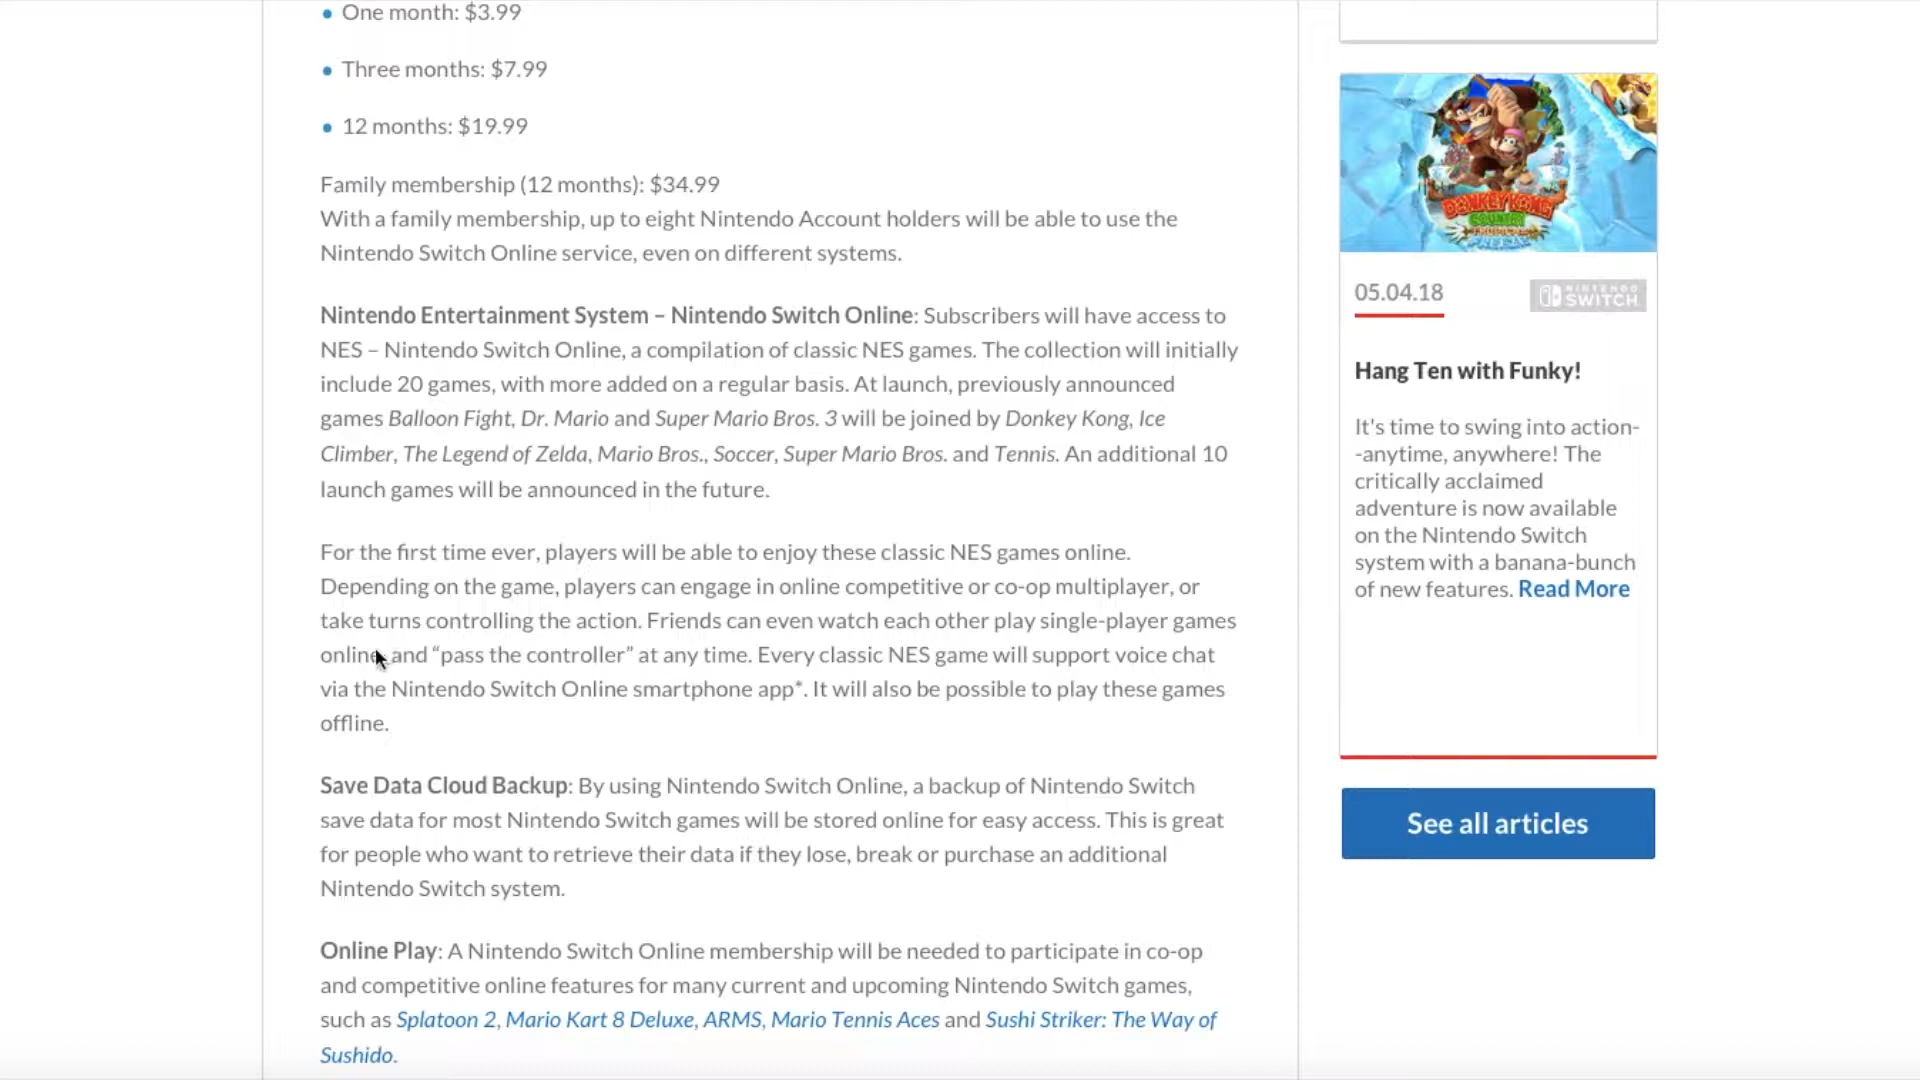 One month: $3.99
Three months: $7.99
12 months: $19.99
Family membership (12 months): $34.99
With a family membership, up to eight Nintendo Account holders will be able to use the
Nintendo Switch Online service, even on different systems.
Nintendo Entertainment System – Nintendo Switch Online: Subscribers will have access to
NES – Nintendo Switch Online, a compilation of classic NES games. The collection will initially
include 20 games, with more added on a regular basis. At launch, previously announced
games Balloon Fight, Dr. Mario and Super Mario Bros. 3 will be joined by Donkey Kong, Ice
Climber, The Legend of Zelda, Mario Bros., Soccer, Super Mario Bros. and Tennis. An additional 10
launch games will be announced in the future.
For the first time ever, players will be able to enjoy these classic NES games online.
Depending on the game, players can engage in online competitive or co-op multiplayer, or
take turns controlling the action. Friends can even watch each other play single-player games
online, and “pass the controller” at any time. Every classic NES game will support voice chat
via the Nintendo Switch Online smartphone app*. It will also be possible to play these games
offline.
Save Data Cloud Backup: By using Nintendo Switch Online, a backup of Nintendo Switch
save data for most Nintendo Switch games will be stored online for easy access. This is great
for people who want to retrieve their data if they lose, break or purchase an additional
Nintendo Switch system.
Online Play: A Nintendo Switch Online membership will be needed to participate in co-op
and competitive online features for many current and upcoming Nintendo Switch games,
such as Splatoon 2, Mario Kart 8 Deluxe, ARMS, Mario Tennis Aces and Sushi Striker: The Way of
Sushido.
DONKEY KONG
COUNTRY
FREEZE
05.04.18
NINTENDO
SWITCH
Hang Ten with Funky!
It's time to swing into action-
-anytime, anywhere! The
critically acclaimed
adventure is now available
on the Nintendo Switch
system with a banana-bunch
of new features. Read More
See all articles